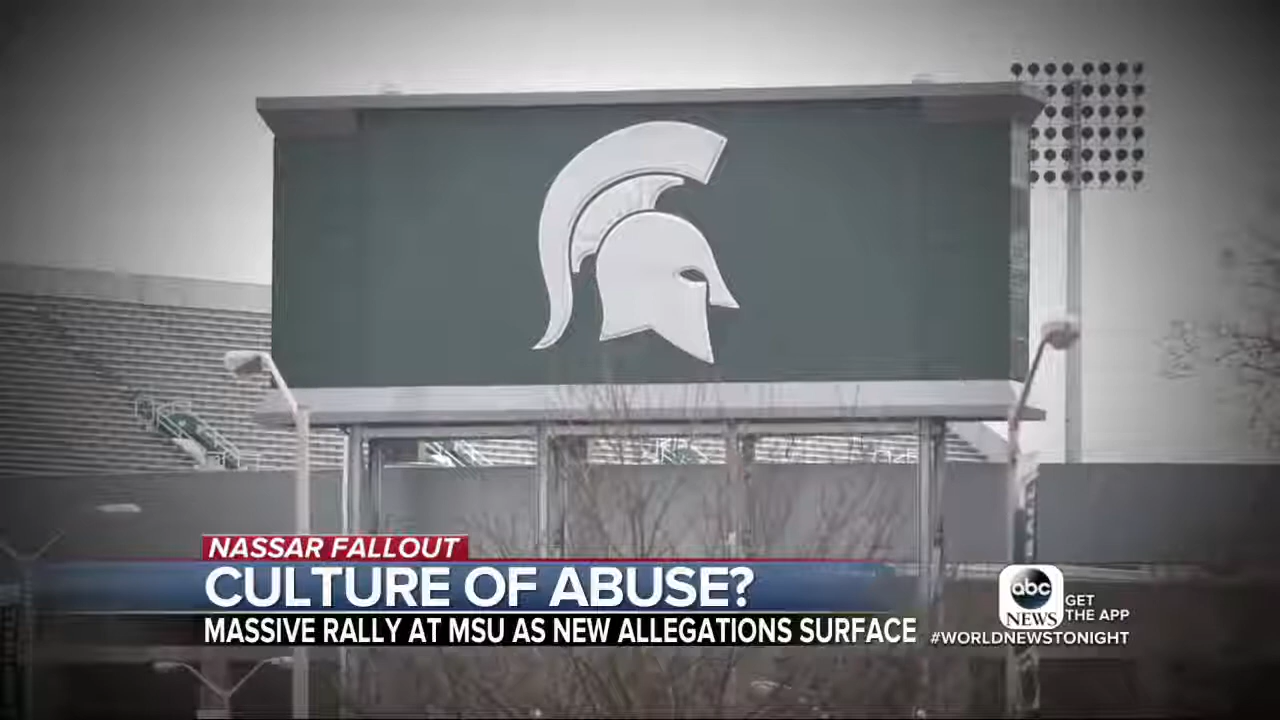 NASSAR FALLOUT
CULTURE OF ABUSE?
MASSIVE RALLY AT MSU AS NEW ALLEGATIONS SURFACE
abc
NEWS
GET
THE APP
#WORLDNEWSTONIGHT